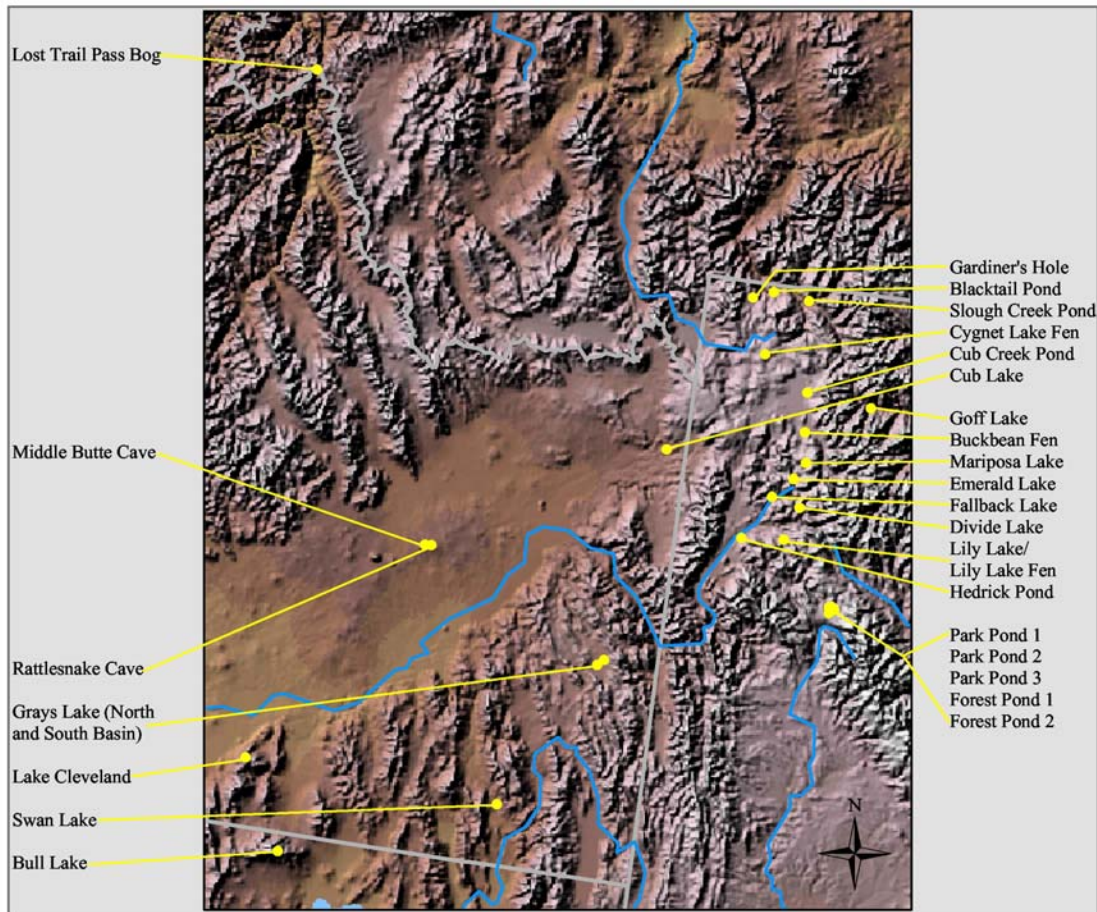 Lost Trail Pass Bog
Middle Butte Cave
Rattlesnake Cave
Grays Lake (North
and South Basin)
Lake Cleveland
Swan Lake
Bull Lake
Gardiner's Hole
Blacktail Pond
Slough Creek Pond
Cygnet Lake Fen
Cub Creek Pond
Cub Lake
Goff Lake
Buckbean Fen
Mariposa Lake
Emerald Lake
Fallback Lake
Divide Lake
Lily Lake/
Lily Lake Fen
Hedrick Pond
Park Pond 1
Park Pond 2
Park Pond 3
Forest Pond 1
Forest Pond 2
N